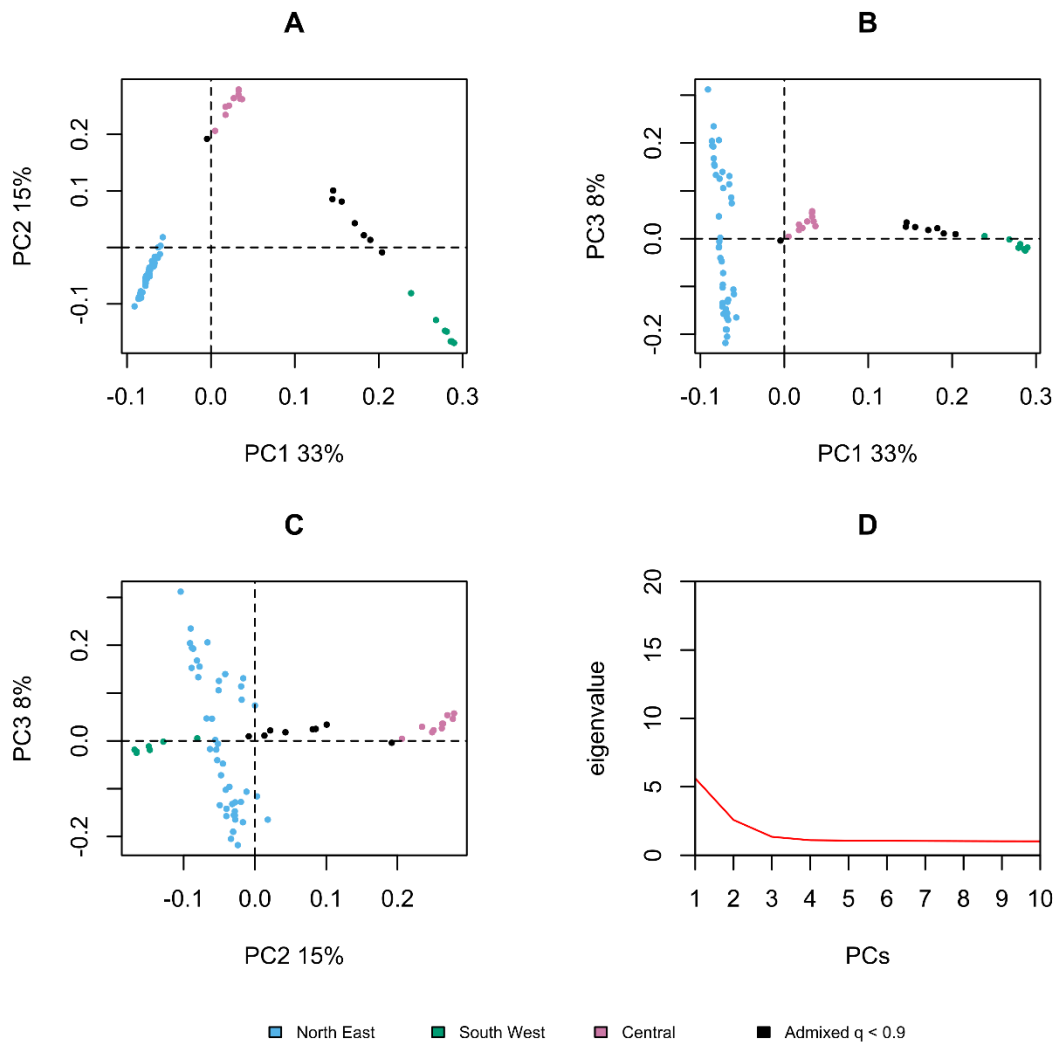 A
B
0.2
0.1
-0.1
PC2 15%
-0.1 0.0 0.1 0.2 0.3
PC1 33%
0.2
0.0
-0.2
PC3 8%
-0.1 0.0 0.1 0.2 0.3
PC1 33%
C
D
0.2
0.0
-0.2
PC3 8%
-0.1 0.0 0.1 0.2
PC2 15%
20
15
10
5
0
eigenvalue
1 2 3 4 5 6 7 8 9 10
PCs
North East South West Central Admixed q < 0.9